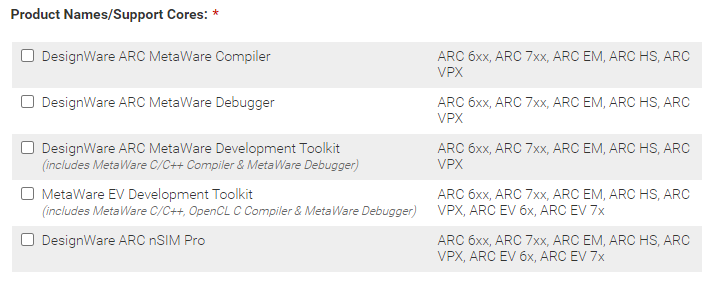 Product Names/Support Cores: *
DesignWare ARC MetaWare Compiler
ARC 6xx, ARC 7xx, ARC EM, ARC HS, ARC
VPX
DesignWare ARC MetaWare Debugger
ARC 6xx, ARC 7xx, ARC EM, ARC HS, ARC
VPX
DesignWare ARC MetaWare Development Toolkit
(includes MetaWare C/C++ Compiler & MetaWare Debugger)
ARC 6xx, ARC 7xx, ARC EM, ARC HS, ARC
VPX
MetaWare EV Development Toolkit
(includes MetaWare C/C++, OpenCL C Compiler & MetaWare Debugger)
ARC 6xx, ARC 7xx, ARC EM, ARC HS, ARC
VPX, ARC EV 6x, ARC EV 7x
DesignWare ARC nSIM Pro
ARC 6xx, ARC 7xx, ARC EM, ARC HS, ARC
VPX, ARC EV 6x, ARC EV 7x